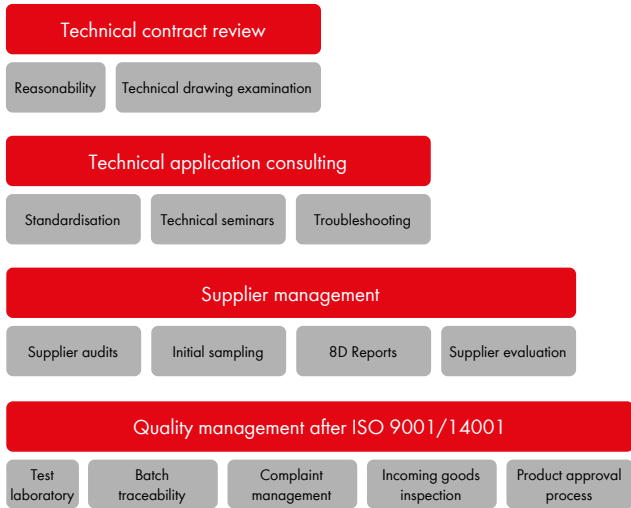 Technical contract review
Reasonability
Technical drawing examination
Technical application consulting
Standardisation
Technical seminars
Troubleshooting
Supplier management
Supplier audits
Initial sampling
8D Reports
Supplier evaluation
Quality management after ISO 9001/14001
Test
laboratory
Batch
traceability
Complaint
management
Incoming goods
inspection
Product approval
process